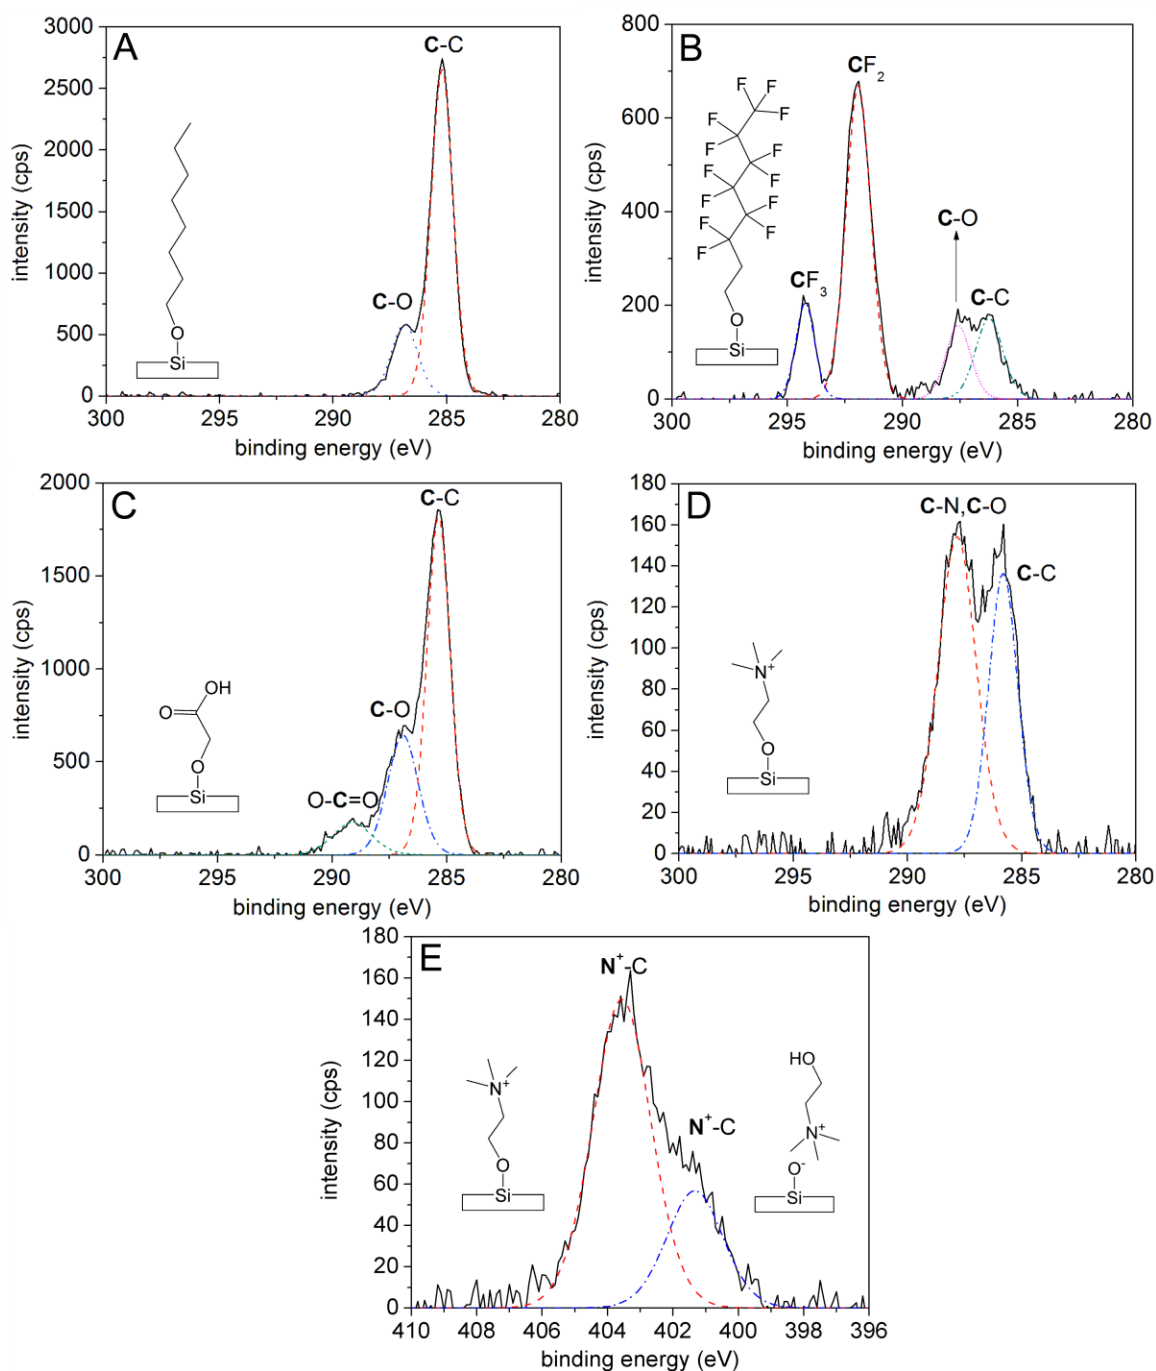 A
C-C
C-O
O
Si
3000
2500
2000
1500
1000
500
0
300 295 290 285 280
intensity (cps)
binding energy (eV)
B
CF2
CF3
C-O
C-C
F F
F F F
F F
F F
F F
F F
O
Si
800
600
400
200
0
300 295 290 285 280
intensity (cps)
binding energy (eV)
C
C-C
C-O
O-C=O
OH
O
O
Si
2000
1500
1000
500
0
300 295 290 285 280
intensity (cps)
binding energy (eV)
D
C-N,C-O
C-C
N+
O
Si
180
160
140
120
100
80
60
40
20
0
300 295 290 285 280
intensity (cps)
binding energy (eV)
E
N+-C
N+-C
N+
O
Si
HO
N+
O-
Si
180
160
140
120
100
80
60
40
20
0
410 408 406 404 402 400 398 396
intensity (cps)
binding energy (eV)